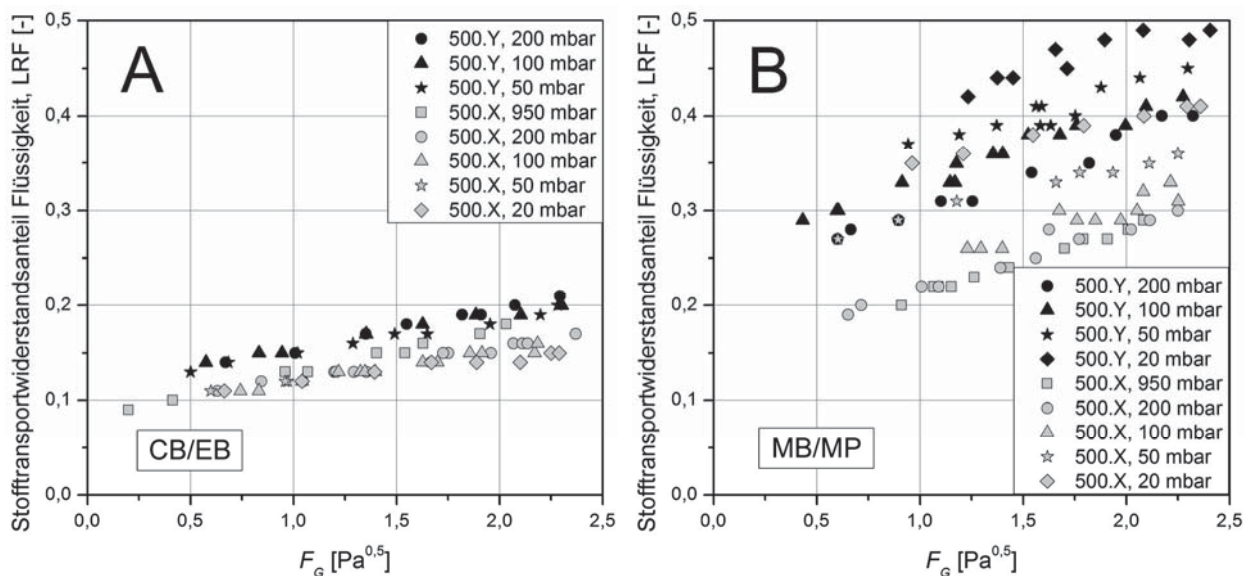 Stofftransportwiderstandsanteil Flüssigkeit, LRF [-]
0,5
0,4
0,3
0,2
0,1
0,0
A
500.Y, 200 mbar
500.Y, 100 mbar
500.Y, 50 mbar
500.X, 950 mbar
500.X, 200 mbar
500.X, 100 mbar
500.X, 50 mbar
500.X, 20 mbar
CB/EB
0,0 0,5 1,0 1,5 2,0 2,5
F_G [Pa^0,5]
Stofftransportwiderstandsanteil Flüssigkeit, LRF [-]
0,5
0,4
0,3
0,2
0,1
0,0
B
500.Y, 200 mbar
500.Y, 100 mbar
500.Y, 50 mbar
500.Y, 20 mbar
500.X, 950 mbar
500.X, 200 mbar
500.X, 100 mbar
500.X, 50 mbar
500.X, 20 mbar
MB/MP
0,0 0,5 1,0 1,5 2,0 2,5
F_G [Pa^0,5]